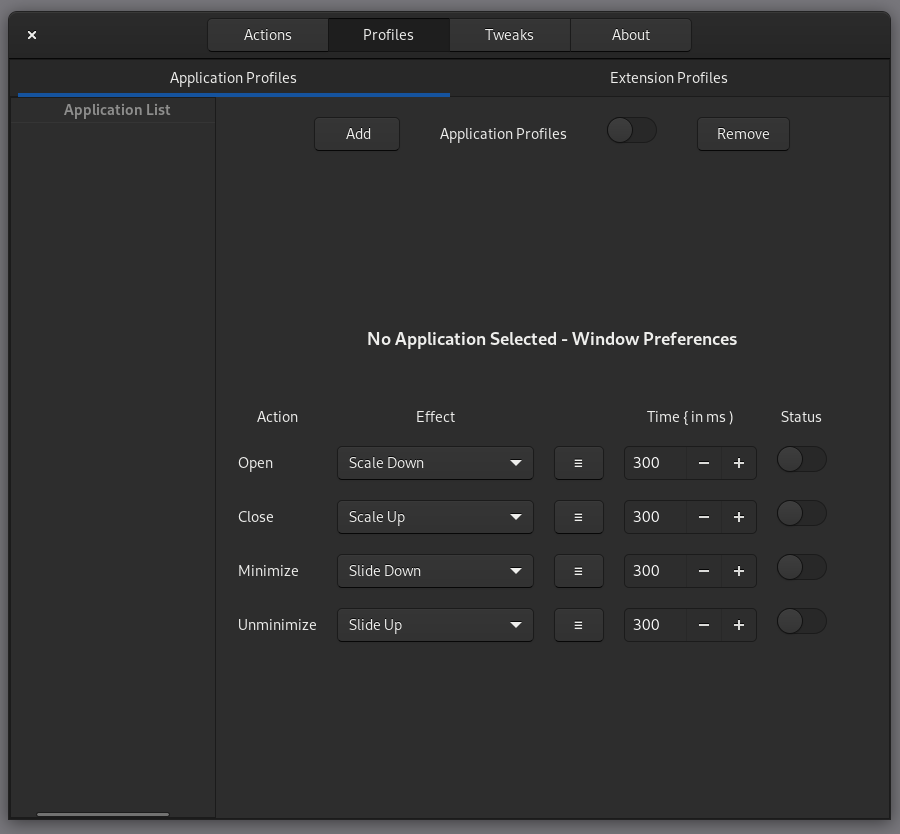 Actions Profiles Tweaks About
Application Profiles Extension Profiles
Application List
Add Application Profiles Remove
No Application Selected - Window Preferences
Action Effect Time { in ms ) Status
Open Scale Down ≡ 300 − +
Close Scale Up ≡ 300 − +
Minimize Slide Down ≡ 300 − +
Unminimize Slide Up ≡ 300 − +